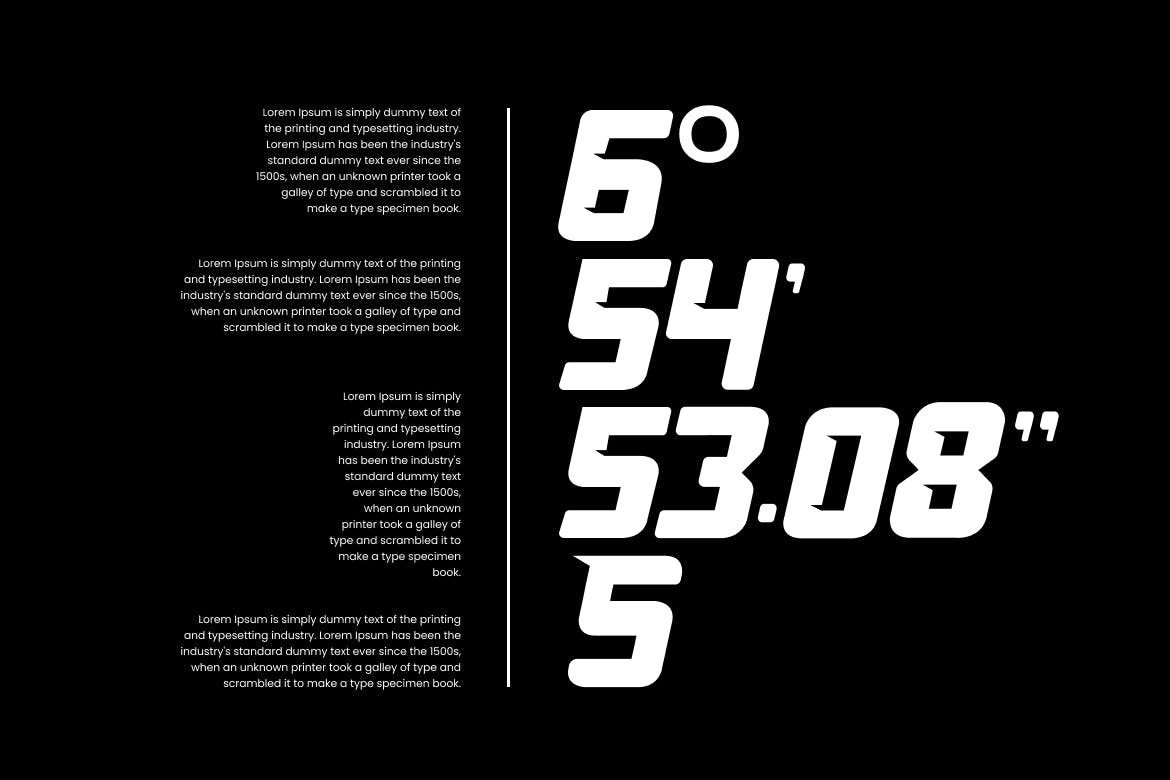 Lorem Ipsum is simply dummy text of
the printing and typesetting industry.
Lorem Ipsum has been the industry's
standard dummy text ever since the
1500s, when an unknown printer took a
galley of type and scrambled it to
make a type specimen book.
Lorem Ipsum is simply dummy text of the printing
and typesetting industry. Lorem Ipsum has been the
industry's standard dummy text ever since the 1500s,
when an unknown printer took a galley of type and
scrambled it to make a type specimen book.
Lorem Ipsum is simply
dummy text of the
printing and typesetting
industry. Lorem Ipsum
has been the industry's
standard dummy text
ever since the 1500s,
when an unknown
printer took a galley of
type and scrambled it to
make a type specimen
book.
Lorem Ipsum is simply dummy text of the printing
and typesetting industry. Lorem Ipsum has been the
industry's standard dummy text ever since the 1500s,
when an unknown printer took a galley of type and
scrambled it to make a type specimen book.
6°
54’
53.08”
S